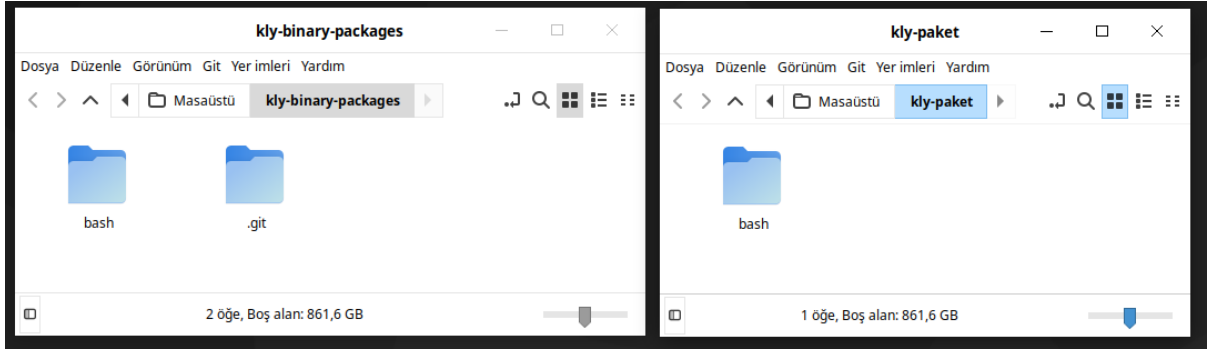 kly-binary-packages
Dosya Düzenle Görünüm Git Yer imleri Yardım
Masaüstü kly-binary-packages
bash .git
2 öğe, Boş alan: 861,6 GB
kly-paket
Dosya Düzenle Görünüm Git Yer imleri Yardım
Masaüstü kly-paket
bash
1 öğe, Boş alan: 861,6 GB